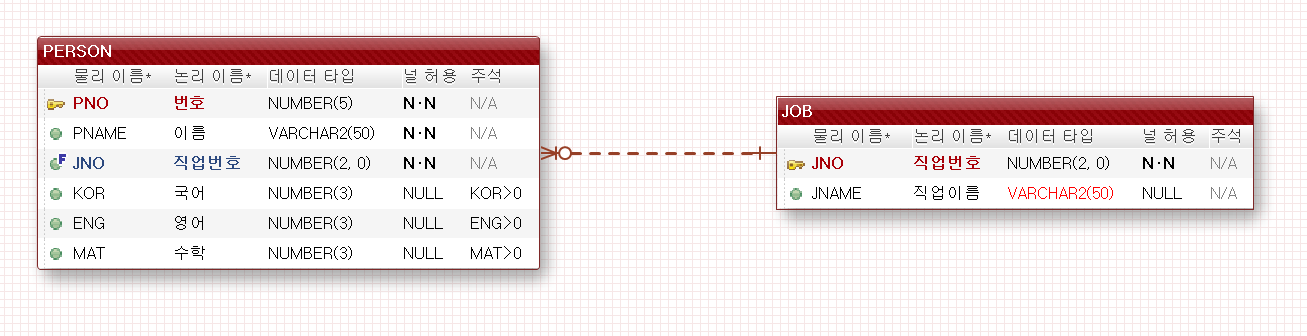 PERSON
물리 이름* 논리 이름* 데이터 타입 널 허용 주석
PNO 번호 NUMBER(5) N·N N/A
PNAME 이름 VARCHAR2(50) N·N N/A
F JNO 직업번호 NUMBER(2, 0) N·N N/A
KOR 국어 NUMBER(3) NULL KOR>0
ENG 영어 NUMBER(3) NULL ENG>0
MAT 수학 NUMBER(3) NULL MAT>0
JOB
물리 이름* 논리 이름* 데이터 타입 널 허용 주석
JNO 직업번호 NUMBER(2, 0) N·N N/A
JNAME 직업이름 VARCHAR2(50) NULL N/A